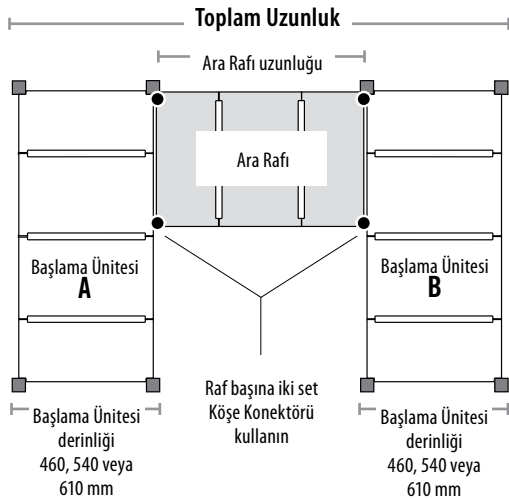 Toplam Uzunluk
Ara Rafı uzunluğu
Ara Rafı
Başlama Ünitesi
A
Başlama Ünitesi
B
Raf başına iki set
Köşe Konektörü
kullanın
Başlama Ünitesi
derinliği
460, 540 veya
610 mm
Başlama Ünitesi
derinliği
460, 540 veya
610 mm